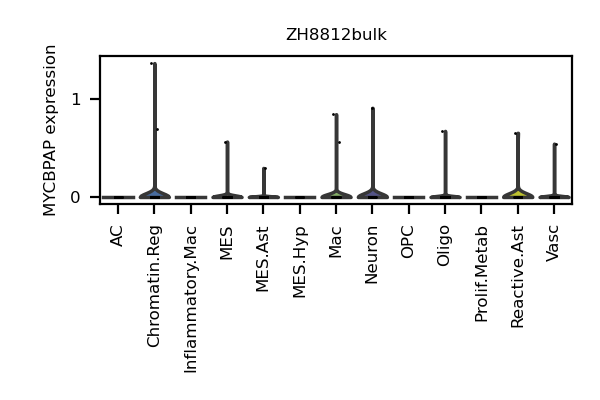 ZH8812bulk
MYCBPAP expression
1
0
AC
Chromatin.Reg
Inflammatory.Mac
MES
MES.Ast
MES.Hyp
Mac
Neuron
OPC
Oligo
Prolif.Metab
Reactive.Ast
Vasc